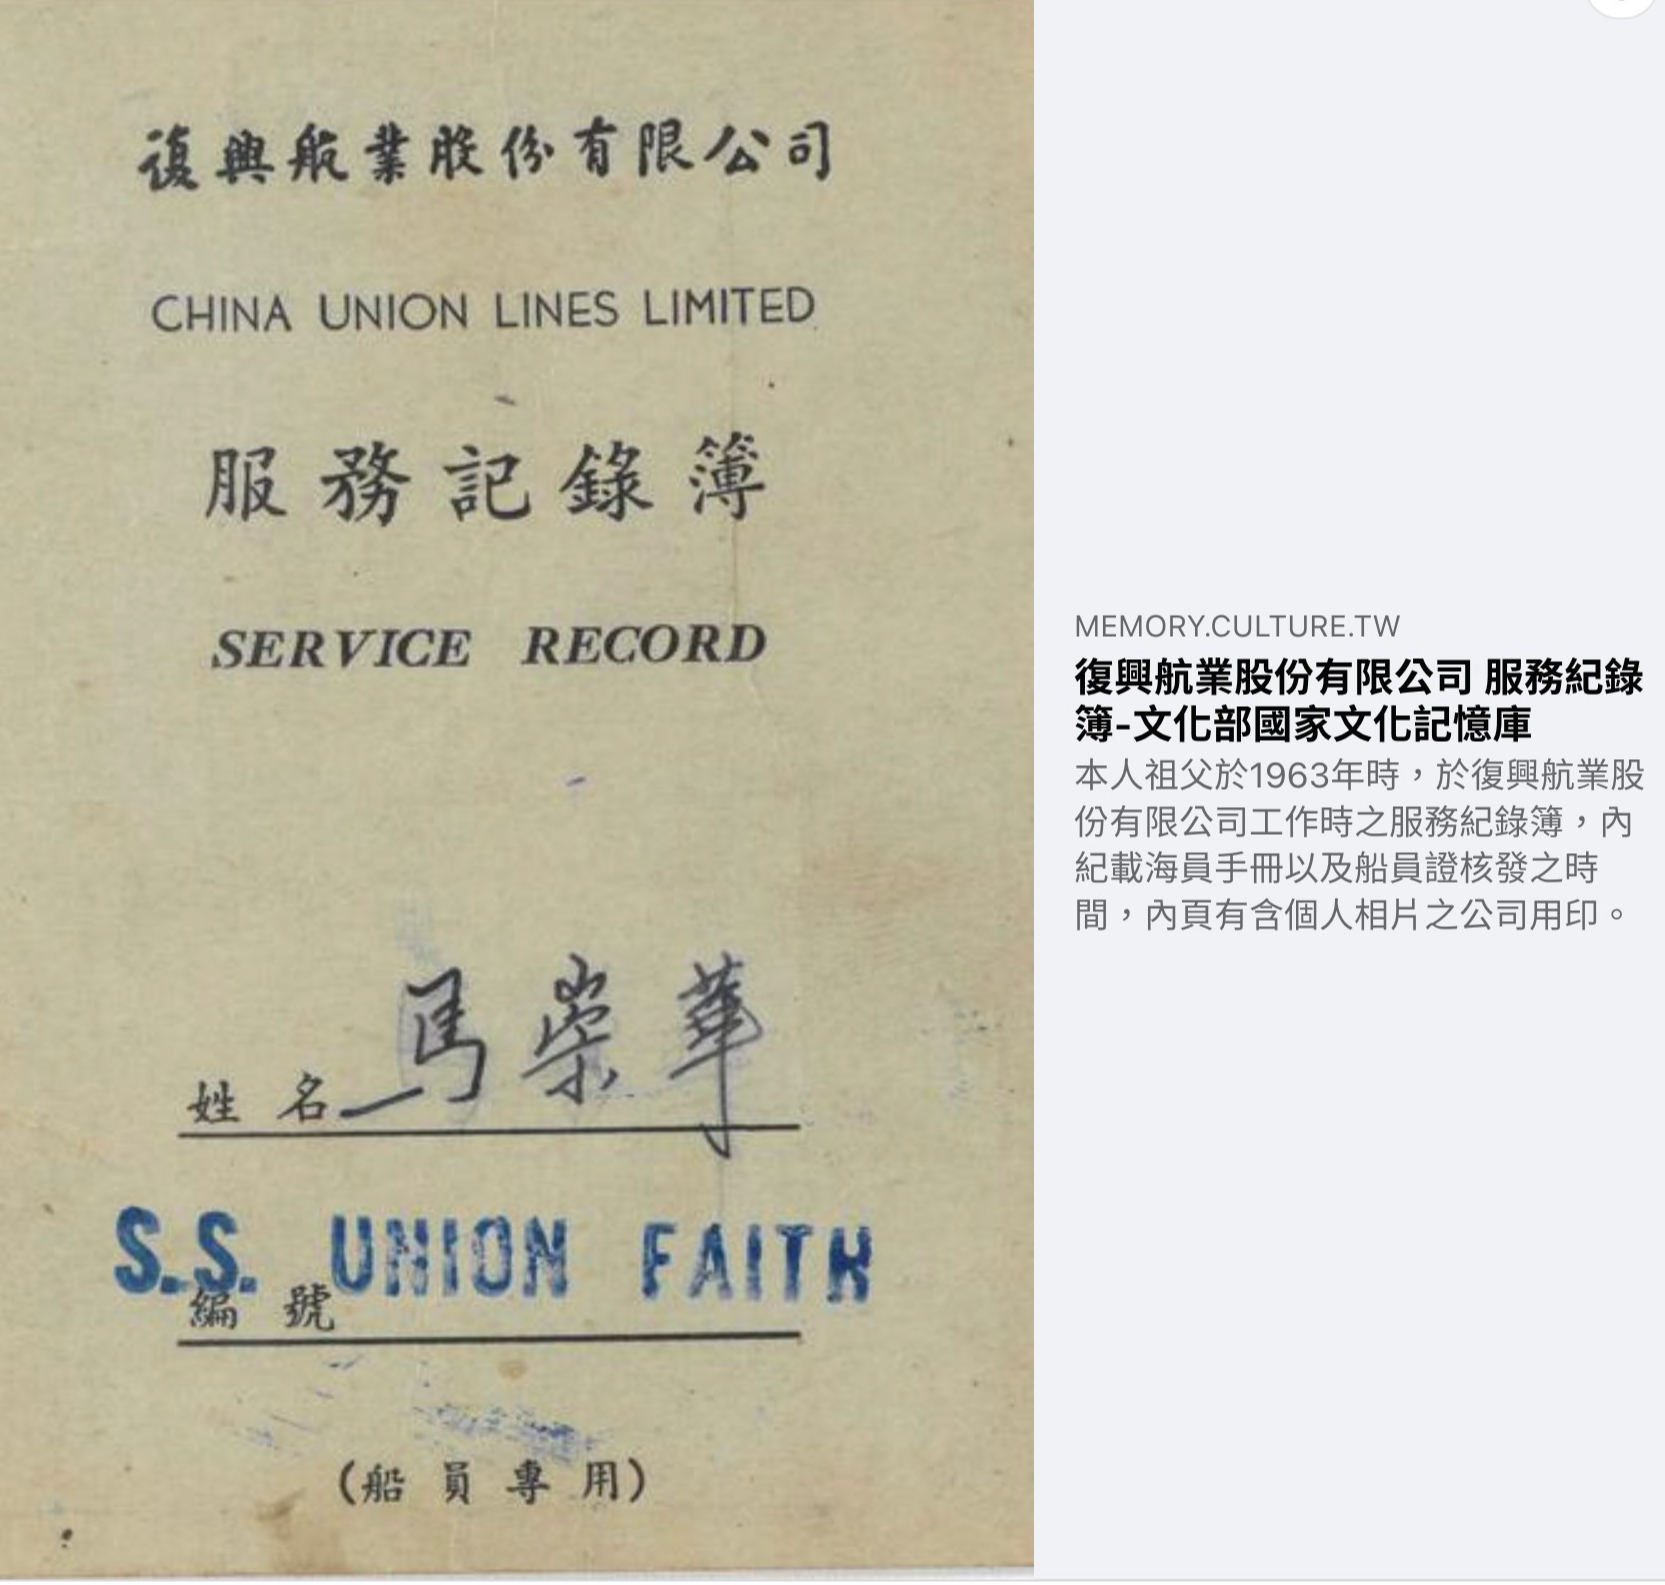 復興航業股份有限公司
CHINA UNION LINES LIMITED
服務記錄簿
SERVICE RECORD
姓名 馬崇華
S.S. UNION FAITH
編號
(船員專用)
MEMORY.CULTURE.TW
復興航業股份有限公司 服務紀錄
簿-文化部國家文化記憶庫
本人祖父於1963年時，於復興航業股
份有限公司工作時之服務紀錄簿，內
紀載海員手冊以及船員證核發之時
間，內頁有含個人相片之公司用印。